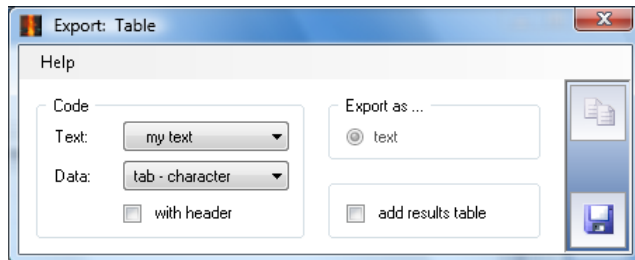 Export: Table
Help
Code
Export as ...
Text: my text
text
Data: tab - character
with header
add results table